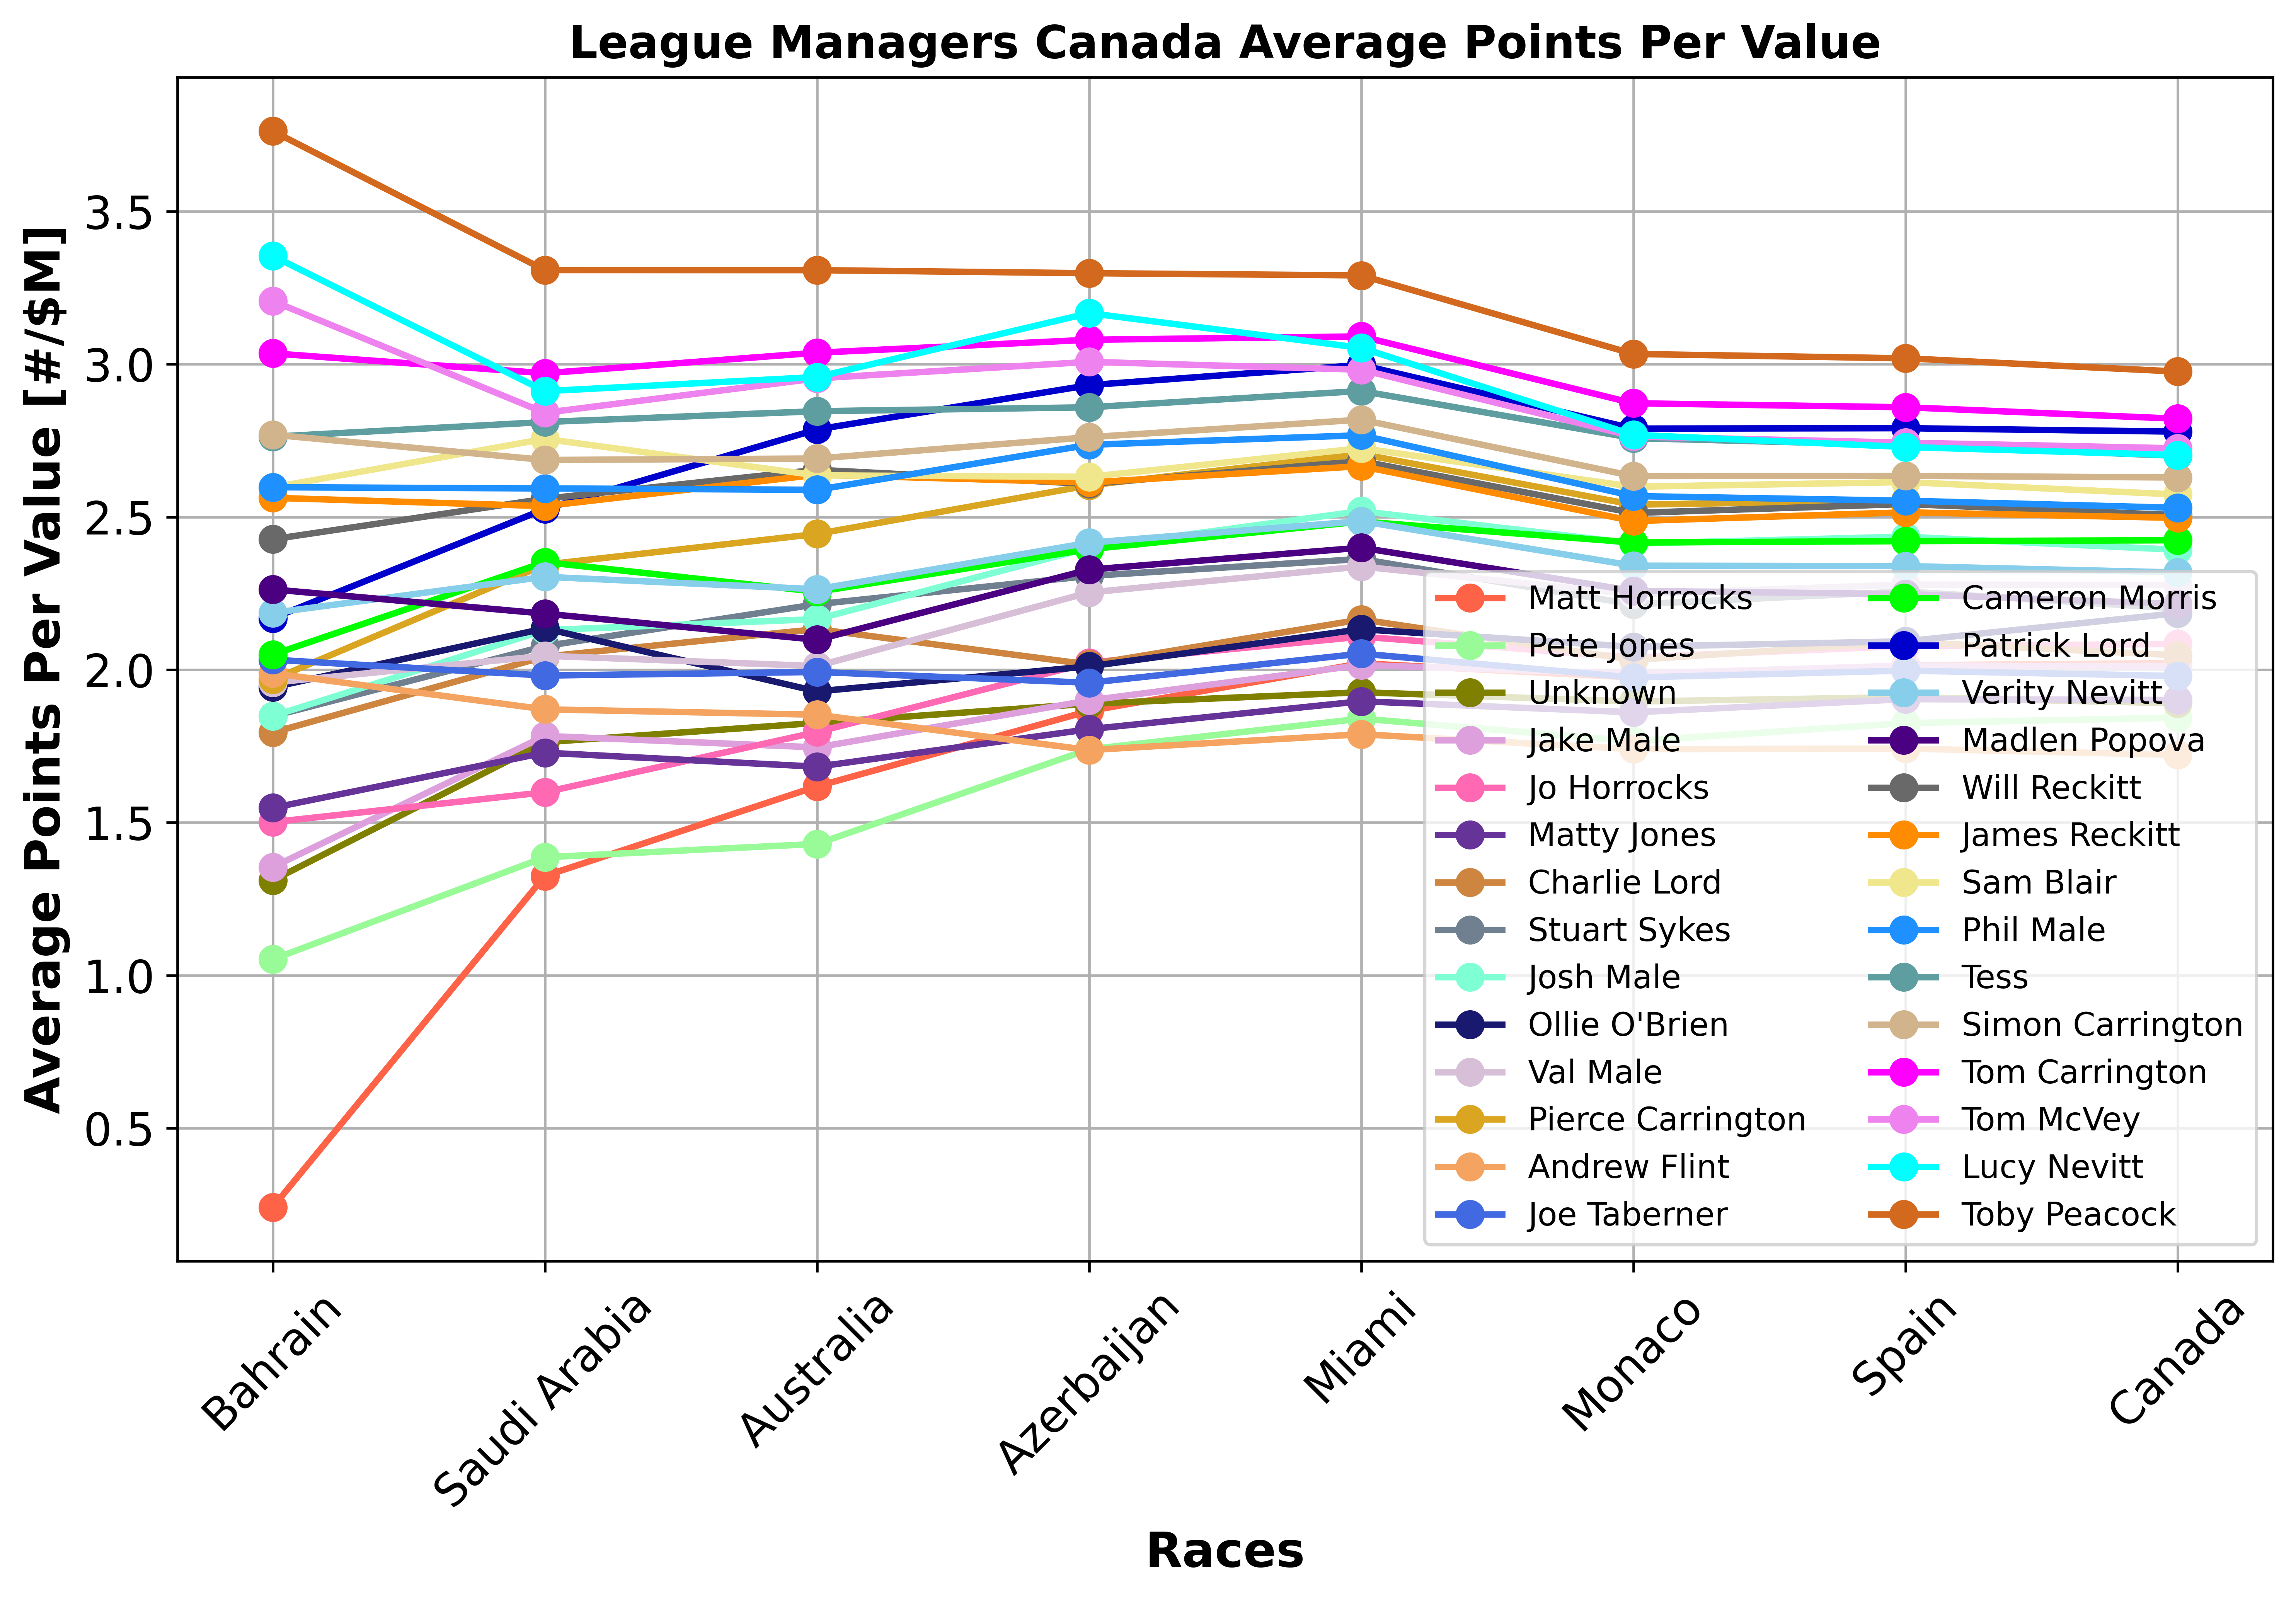 League Managers Canada Average Points Per Value
Average Points Per Value [#/$M]
3.5
3.0
2.5
2.0
1.5
1.0
0.5
Matt Horrocks
Pete Jones
Unknown
Jake Male
Jo Horrocks
Matty Jones
Charlie Lord
Stuart Sykes
Josh Male
Ollie O'Brien
Val Male
Pierce Carrington
Andrew Flint
Joe Taberner
Cameron Morris
Patrick Lord
Verity Nevitt
Madlen Popova
Will Reckitt
James Reckitt
Sam Blair
Phil Male
Tess
Simon Carrington
Tom Carrington
Tom McVey
Lucy Nevitt
Toby Peacock
Bahrain
Saudi Arabia
Australia
Azerbaijan
Miami
Monaco
Spain
Canada
Races